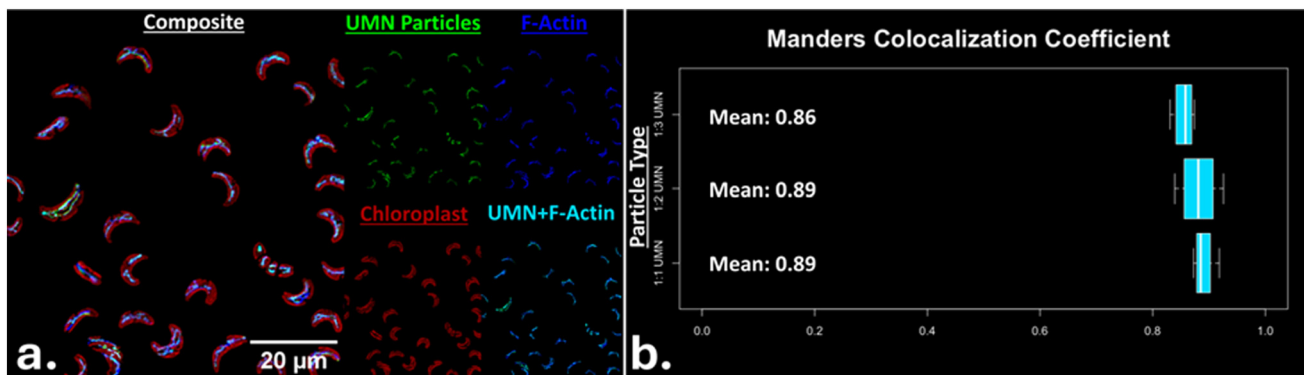 Composite
UMN Particles
F-Actin
Chloroplast
UMN+F-Actin
20 µm
a.
Manders Colocalization Coefficient
Particle Type
1:3 UMN
Mean: 0.86
1:2 UMN
Mean: 0.89
1:1 UMN
Mean: 0.89
0.0 0.2 0.4 0.6 0.8 1.0
b.